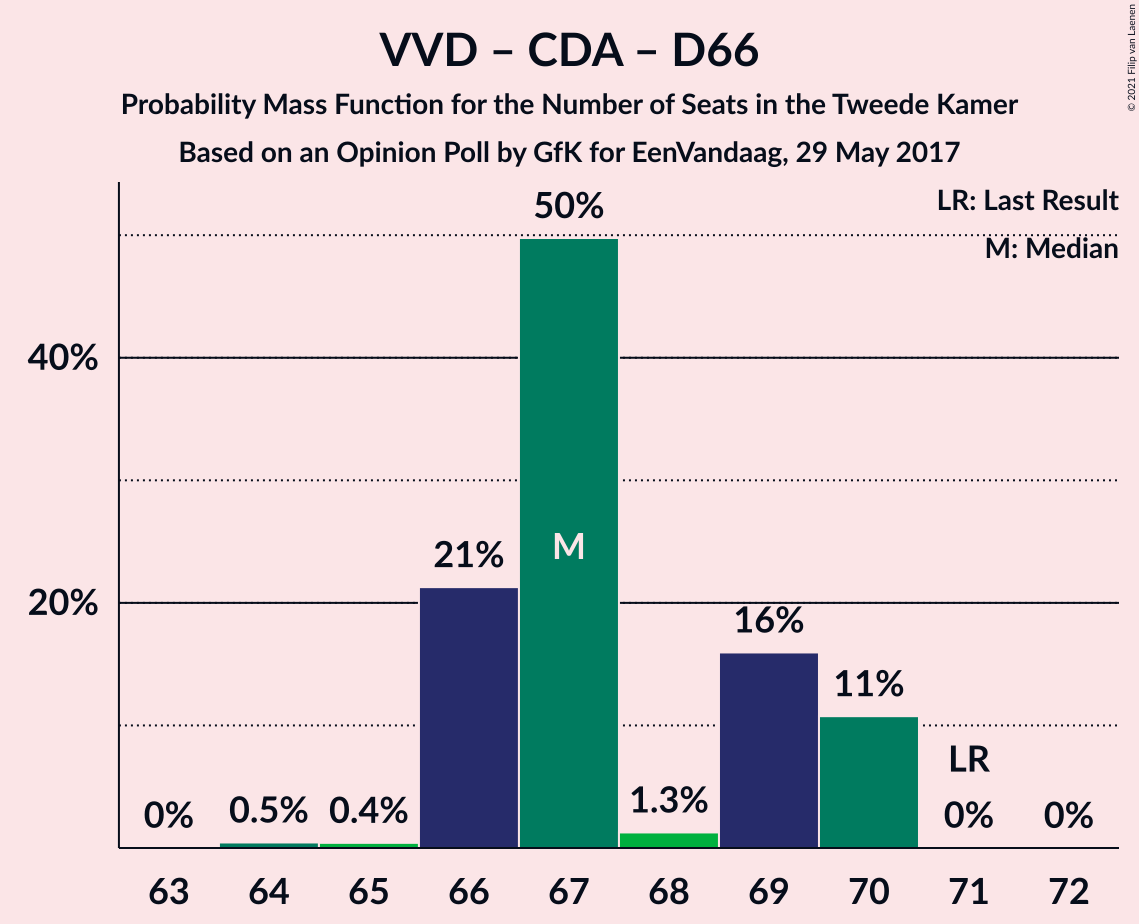 VVD – CDA – D66
Probability Mass Function for the Number of Seats in the Tweede Kamer
Based on an Opinion Poll by GfK for EenVandaag, 29 May 2017
© 2021 Filip van Laenen
LR: Last Result
M: Median
50%
40%
21%
M
20%
16%
11%
LR
0%
0.5%
0.4%
1.3%
0%
0%
63 64 65 66 67 68 69 70 71 72